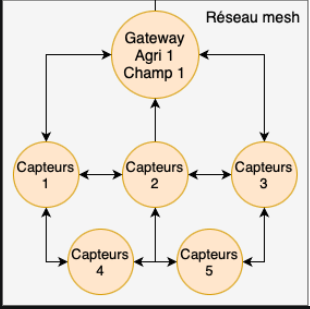 Réseau mesh
Gateway
Agri 1
Champ 1
Capteurs
1
Capteurs
2
Capteurs
3
Capteurs
4
Capteurs
5